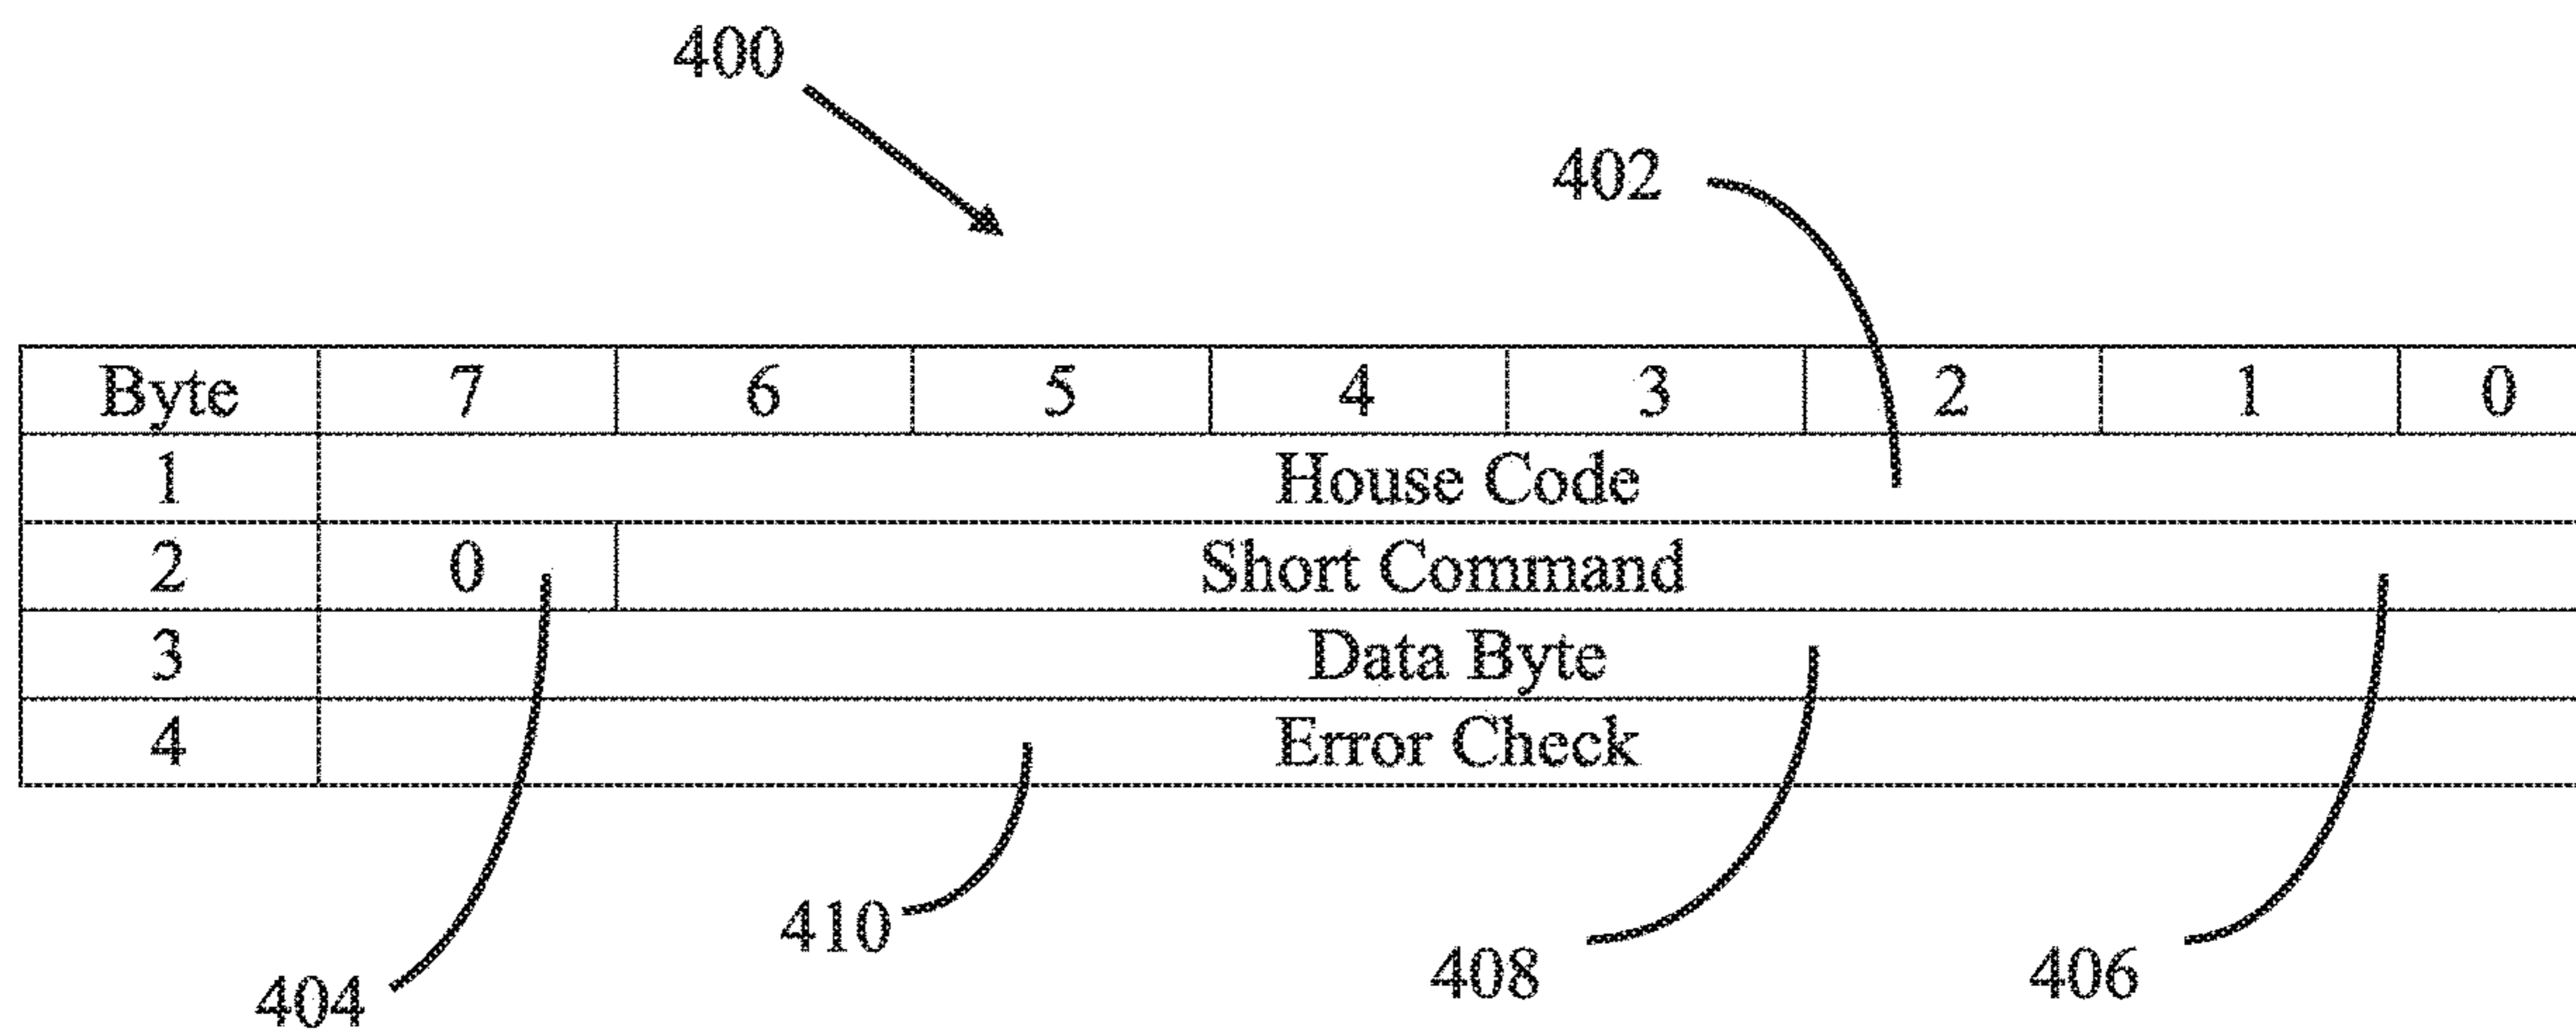 400
402
Byte 7 6 5 4 3 2 1 0
1 House Code
2 0 Short Command
3 Data Byte
4 Error Check
410
408
406
404